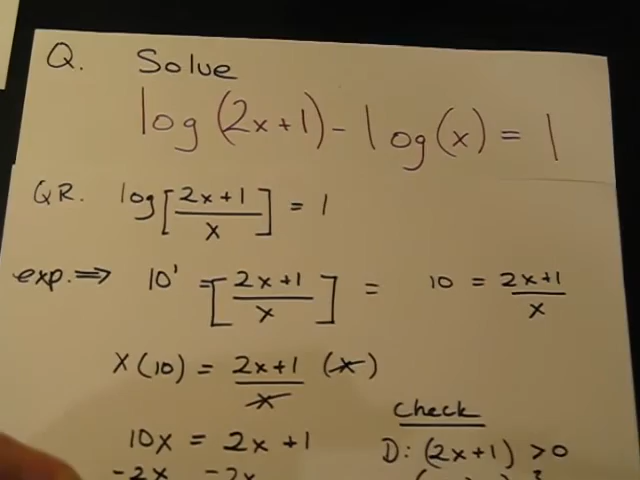 Q. Solve
log(2x+1) - log(x) = 1
QR. log[(2x+1)/x] = 1
exp. ⇒ 10¹ = [(2x+1)/x] = 10 = (2x+1)/x
x(10) = (2x+1)/x (x)
10x = 2x +1
-2x -2x
Check
D: (2x+1) >0